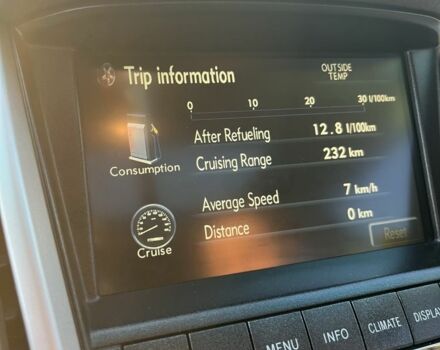 Trip information
OUTSIDE
TEMP
0 10 20 30 l/100km
After Refueling 12.8 l/100km
Consumption
Cruising Range 232 km
Average Speed 7 km/h
Distance 0 km
Cruise
Reset
MENU INFO CLIMATE DISPLAY